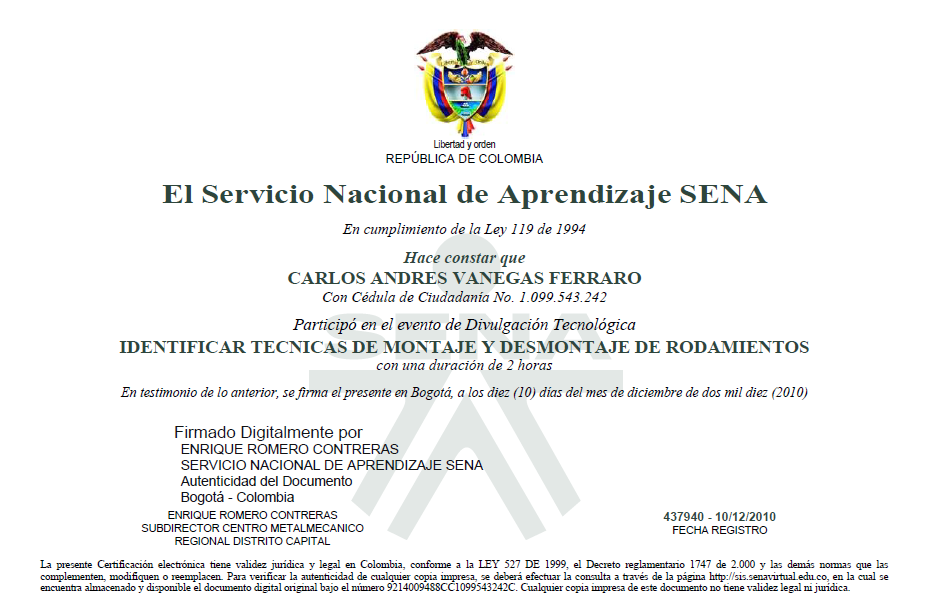 Libertad y orden
REPÚBLICA DE COLOMBIA
El Servicio Nacional de Aprendizaje SENA
En cumplimiento de la Ley 119 de 1994
Hace constar que
CARLOS ANDRES VANEGAS FERRARO
Con Cédula de Ciudadanía No. 1.099.543.242
Participó en el evento de Divulgación Tecnológica
SENA
IDENTIFICAR TECNICAS DE MONTAJE Y DESMONTAJE DE RODAMIENTOS
con una duración de 2 horas
En testimonio de lo anterior, se firma el presente en Bogotá, a los diez (10) días del mes de diciembre de dos mil diez (2010)
Firmado Digitalmente por
ENRIQUE ROMERO CONTRERAS
SERVICIO NACIONAL DE APRENDIZAJE SENA
Autenticidad del Documento
Bogotá - Colombia
ENRIQUE ROMERO CONTRERAS
SUBDIRECTOR CENTRO METALMECANICO
REGIONAL DISTRITO CAPITAL
437940 - 10/12/2010
FECHA REGISTRO
La presente Certificación electrónica tiene validez jurídica y legal en Colombia, conforme a la LEY 527 DE 1999, el Decreto reglamentario 1747 de 2.000 y las demás normas que las
complementen, modifiquen o reemplacen. Para verificar la autenticidad de cualquier copia impresa, se deberá efectuar la consulta a través de la página http://sis.senavirtual.edu.co, en la cual se
encuentra almacenado y disponible el documento digital original bajo el número 9214009488CC1099543242C. Cualquier copia impresa de este documento no tiene validez legal ni jurídica.